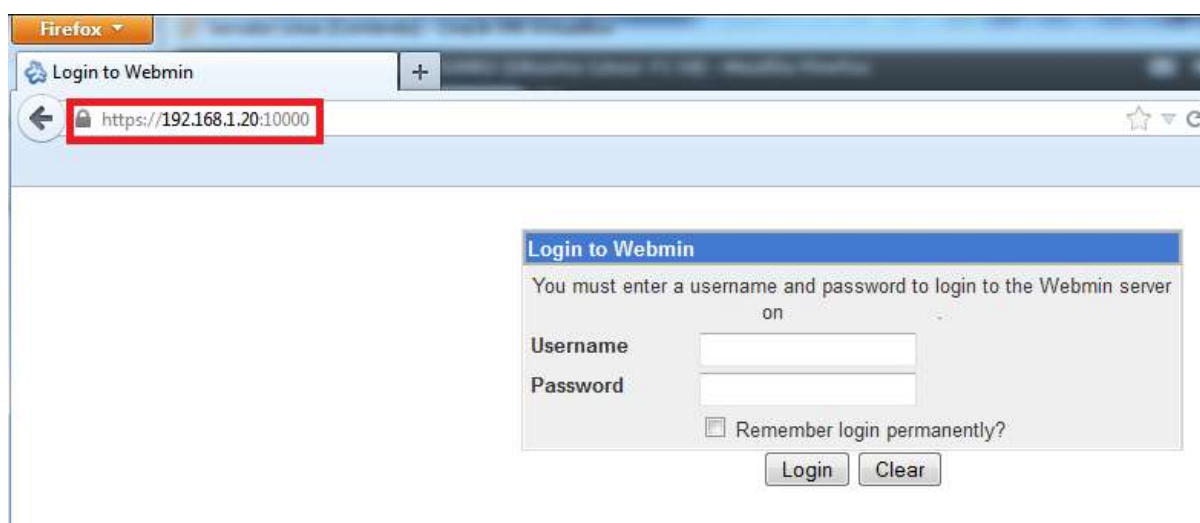 Firefox
Login to Webmin
https://192.168.1.20:10000
Login to Webmin
You must enter a username and password to login to the Webmin server
on .
Username
Password
Remember login permanently?
Login Clear